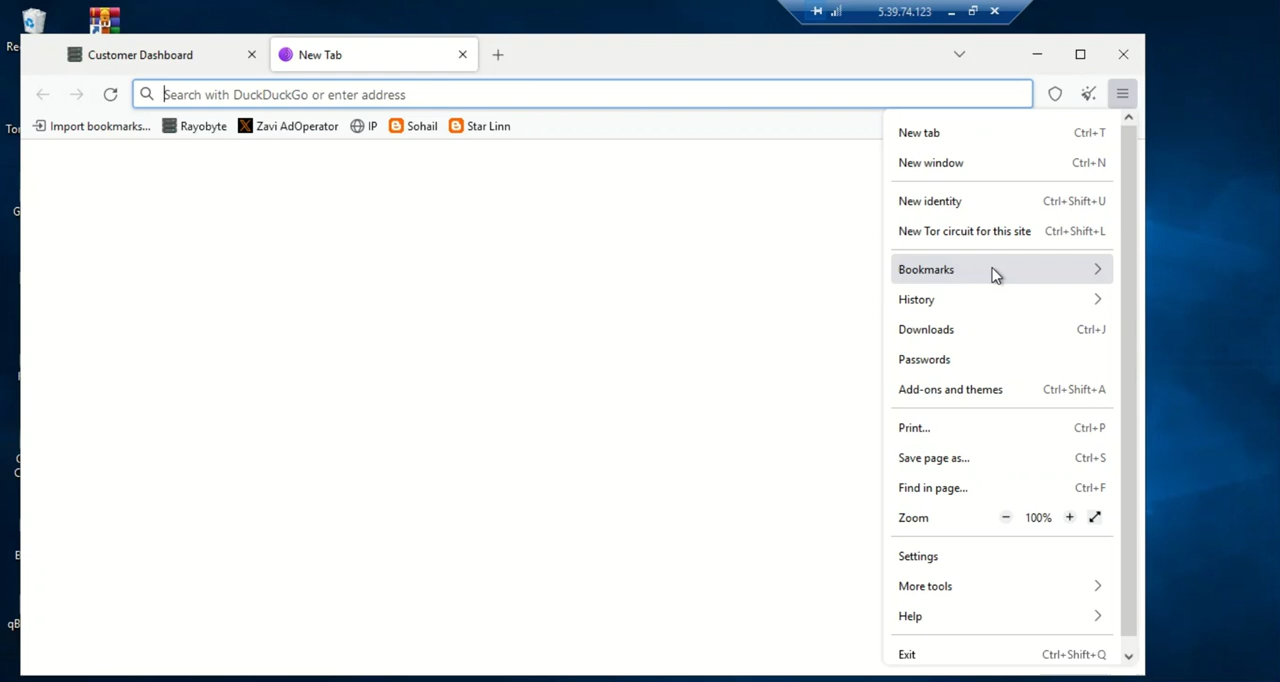 5.39.74.123
Customer Dashboard
New Tab
Search with DuckDuckGo or enter address
Import bookmarks...
Rayobyte
Zavi AdOperator
IP
Sohail
Star Linn
New tab Ctrl+T
New window Ctrl+N
New identity Ctrl+Shift+U
New Tor circuit for this site Ctrl+Shift+L
Bookmarks
History
Downloads Ctrl+J
Passwords
Add-ons and themes Ctrl+Shift+A
Print... Ctrl+P
Save page as... Ctrl+S
Find in page... Ctrl+F
Zoom 100%
Settings
More tools
Help
Exit Ctrl+Shift+Q